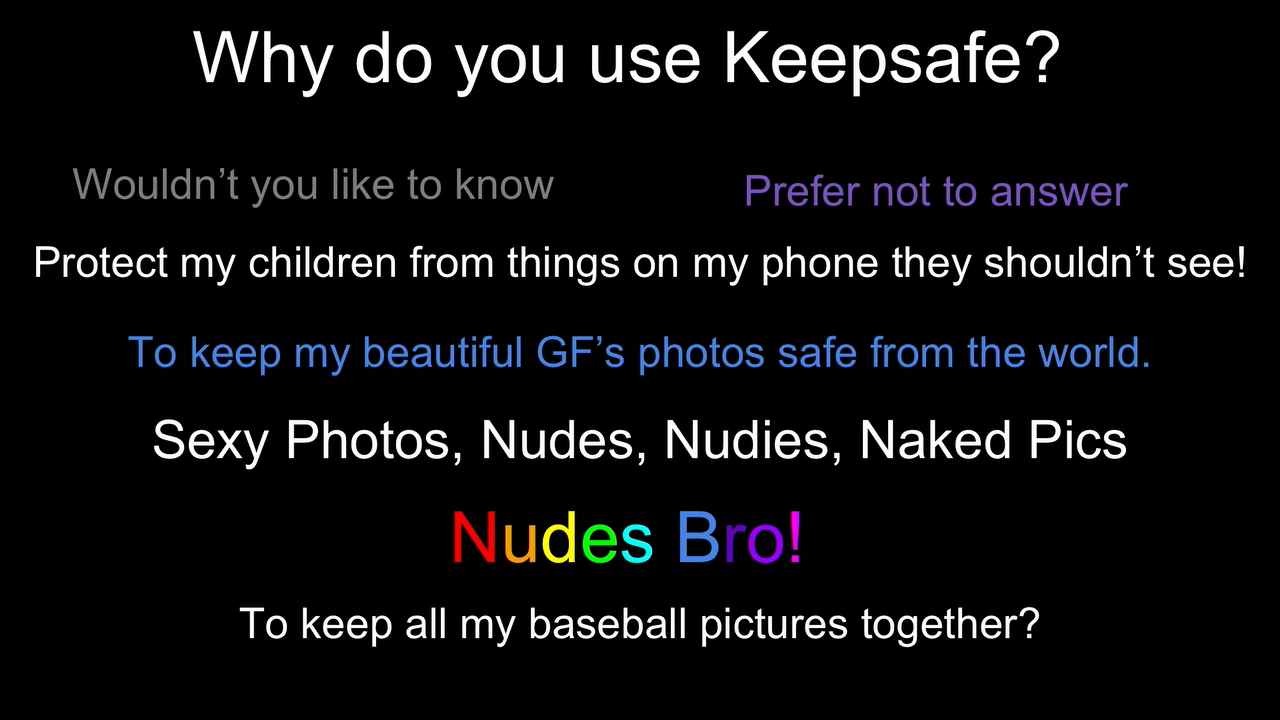 Why do you use Keepsafe?
Wouldn’t you like to know
Prefer not to answer
Protect my children from things on my phone they shouldn’t see!
To keep my beautiful GF’s photos safe from the world.
Sexy Photos, Nudes, Nudies, Naked Pics
Nudes Bro!
To keep all my baseball pictures together?